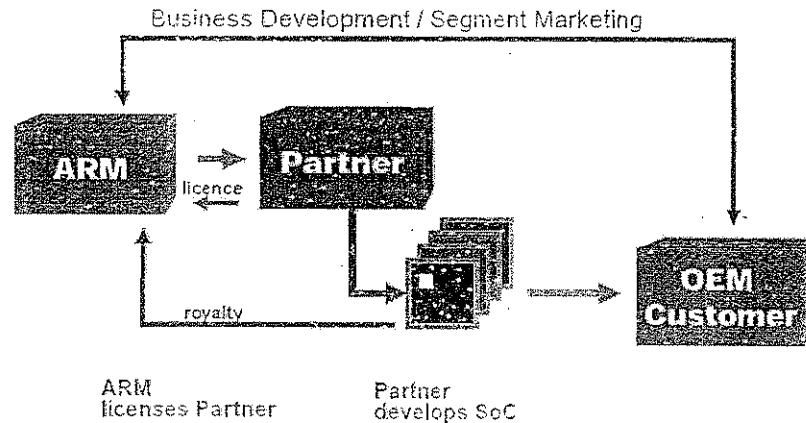 Business Development / Segment Marketing
ARM
Partner
licence
OEM
Customer
royalty
ARM
licenses Partner
Partner
develops SoC